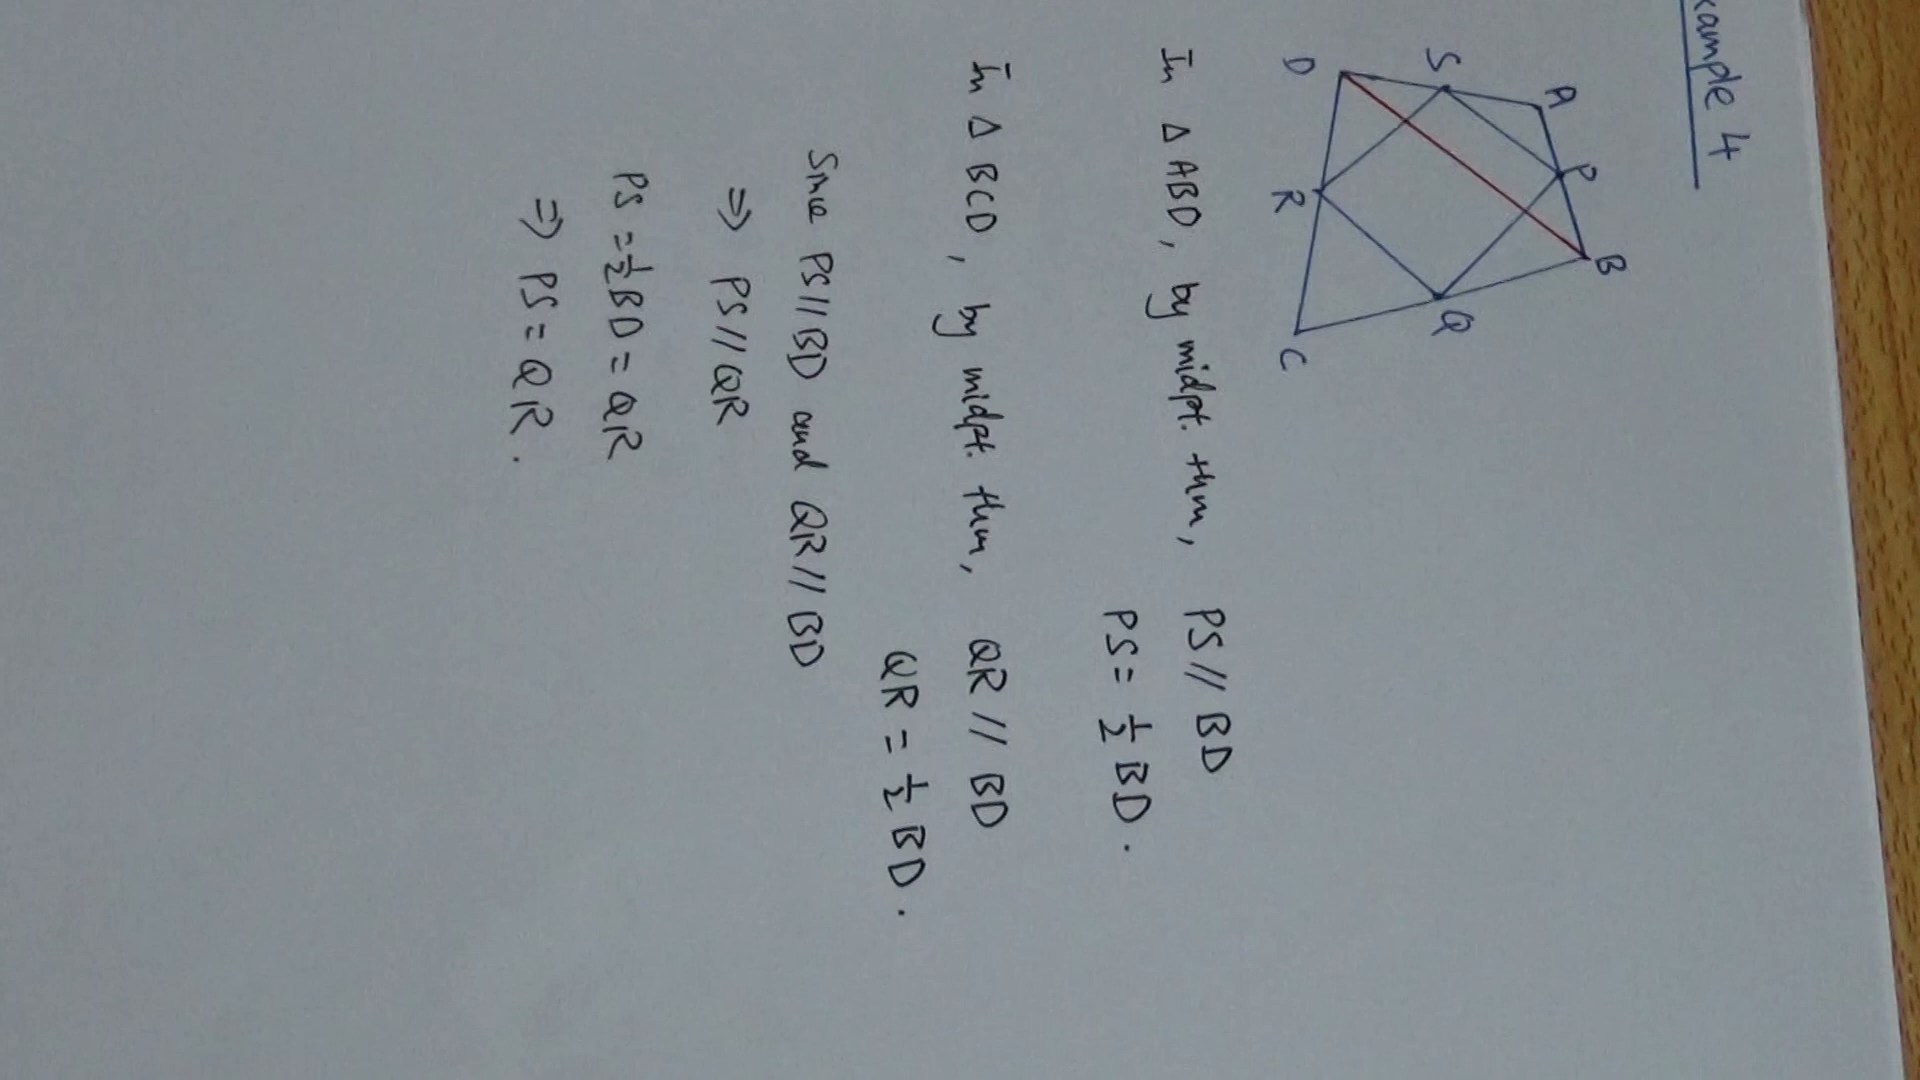 xample 4
A
P
B
S
D
Q
R
C
In Δ ABD, by midpt. thm, PS // BD
PS = 1/2 BD.
In Δ BCD, by midpt. thm, QR // BD
QR = 1/2 BD.
Since PS // BD and QR // BD
⇒ PS // QR
PS = 1/2 BD = QR
⇒ PS = QR.